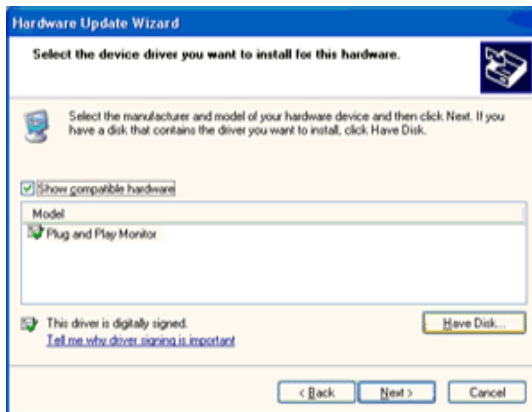 Hardware Update Wizard
Select the device driver you want to install for this hardware.
Select the manufacturer and model of your hardware device and then click Next. If you
have a disk that contains the driver you want to install, click Have Disk.
Show compatible hardware
Model
Plug and Play Monitor
This driver is digitally signed.
Have Disk...
Tell me why driver signing is important
< Back
Next >
Cancel